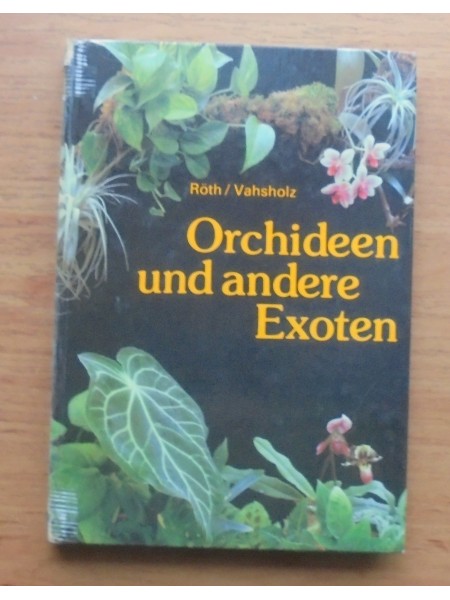 Röth / Vahsholz
Orchideen
und andere
Exoten